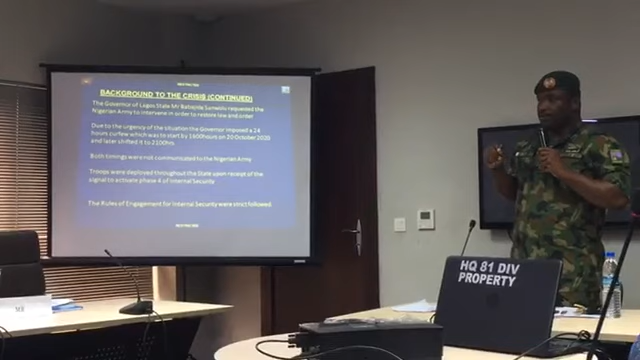 BACKGROUND TO THE CRISIS (CONTINUED)
The Governor of Lagos State Mr Babajide Sanwolu requested the
Nigerian Army to intervene in order to restore law and order
Due to the urgency of the situation the Governor imposed a 24
hours curfew which was to start by 1600hours on 20 October 2020
and later shifted it to 2100hrs
Both timings were not communicated to the Nigerian Army
Troops were deployed throughout the State upon receipt of the
signal to activate phase 4 of Internal Security
The Rules of Engagement for Internal Security were strict followed.
HQ 81 DIV
PROPERTY